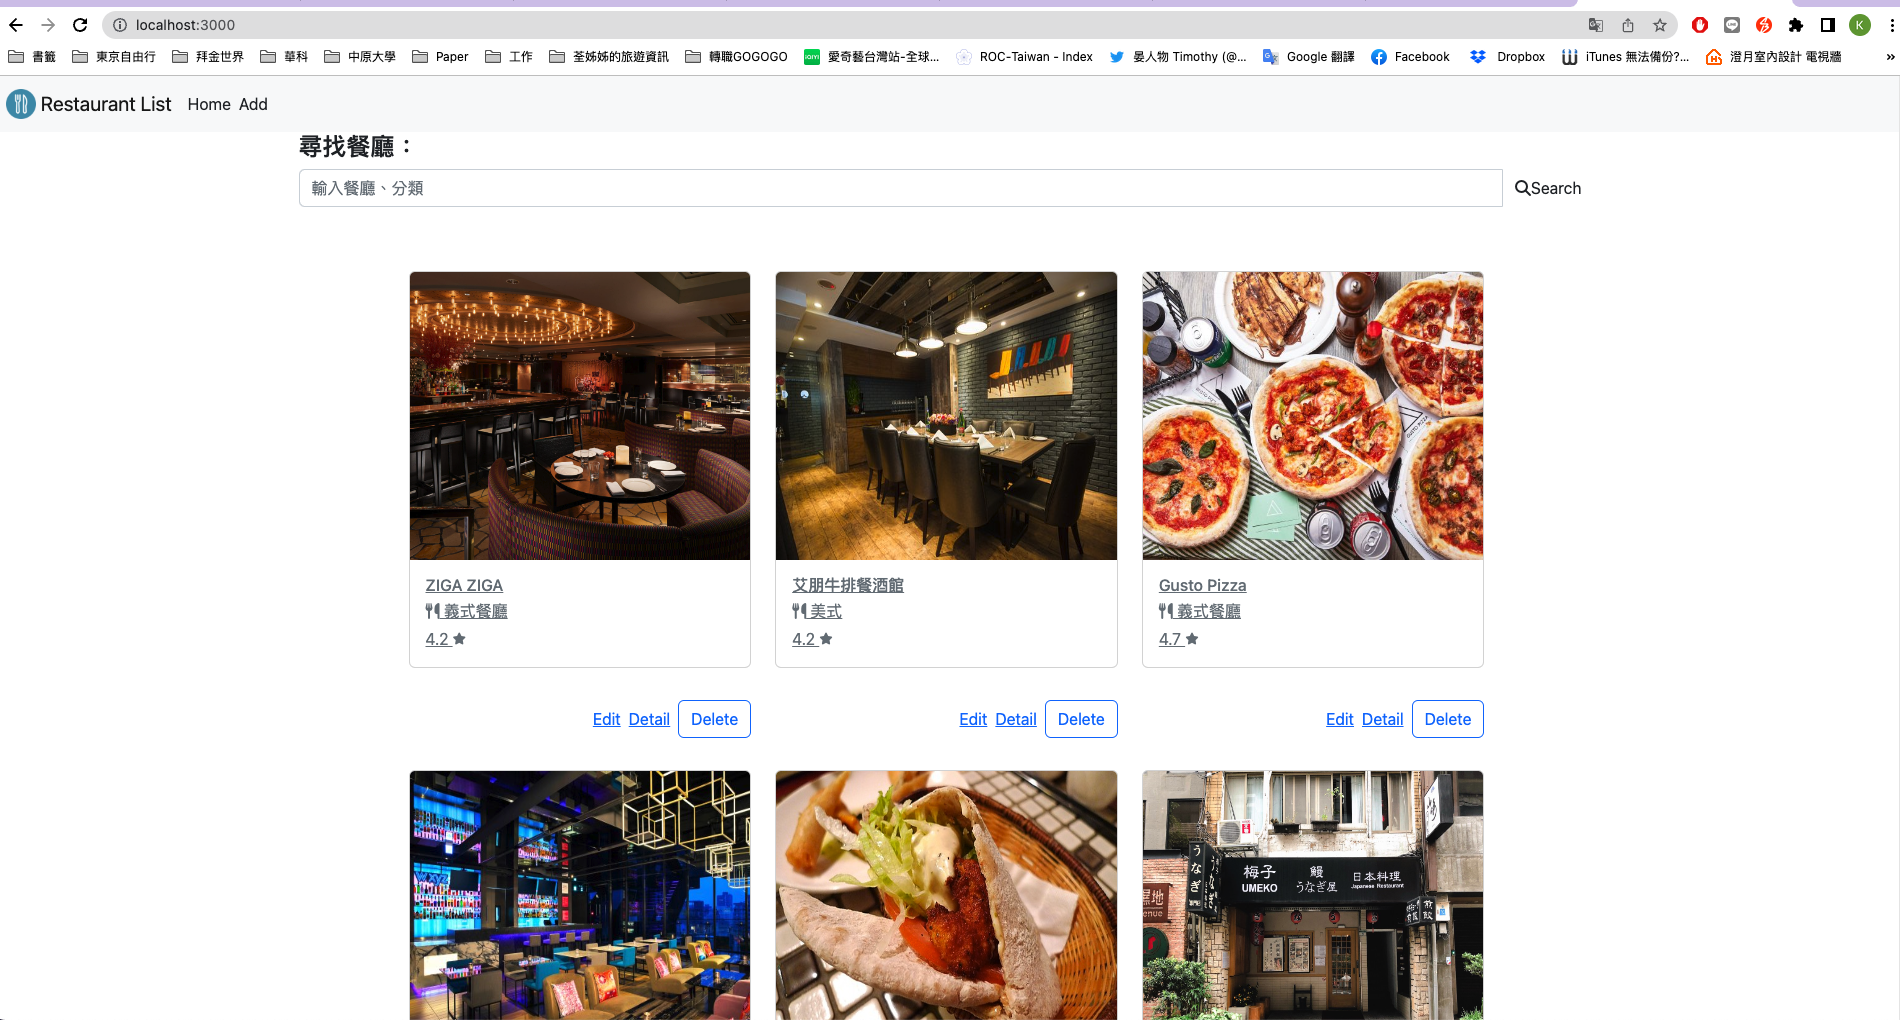 localhost:3000
K
書籤
東京自由行
拜金世界
華科
中原大學
Paper
工作
荃姊姊的旅遊資訊
轉職GOGOGO
愛奇藝台灣站-全球...
ROC-Taiwan - Index
晏人物 Timothy (@...
Google 翻譯
Facebook
Dropbox
iTunes 無法備份?...
澄月室內設計 電視牆
»
Restaurant List
Home
Add
尋找餐廳：
輸入餐廳、分類
Search
ZIGA ZIGA
義式餐廳
4.2
艾朋牛排餐酒館
美式
4.2
Gusto Pizza
義式餐廳
4.7
Edit Detail Delete
Edit Detail Delete
Edit Detail Delete
梅子
UMEKO
鰻
うなぎ屋
日本料理
Japanese Restaurant
うなぎ